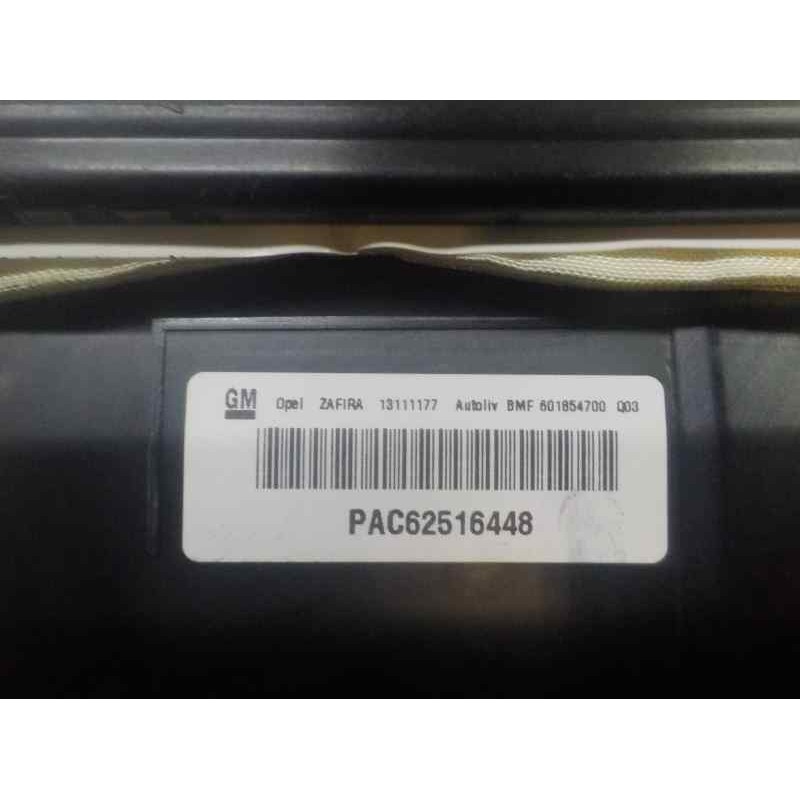 GM Opel ZAFIRA 13111177 Autoliv BMF 601854700 Q03
PAC62516448